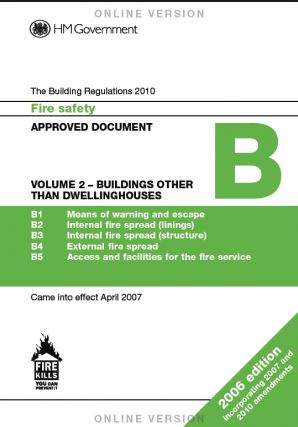 ONLINE VERSION
HM Government
The Building Regulations 2010
Fire safety
APPROVED DOCUMENT
B
VOLUME 2 – BUILDINGS OTHER
THAN DWELLINGHOUSES
B1 Means of warning and escape
B2 Internal fire spread (linings)
B3 Internal fire spread (structure)
B4 External fire spread
B5 Access and facilities for the fire service
Came into effect April 2007
FIRE
KILLS
YOU CAN
PREVENT IT
2006 edition
incorporating 2007 and
2010 amendments
ONLINE VERSION